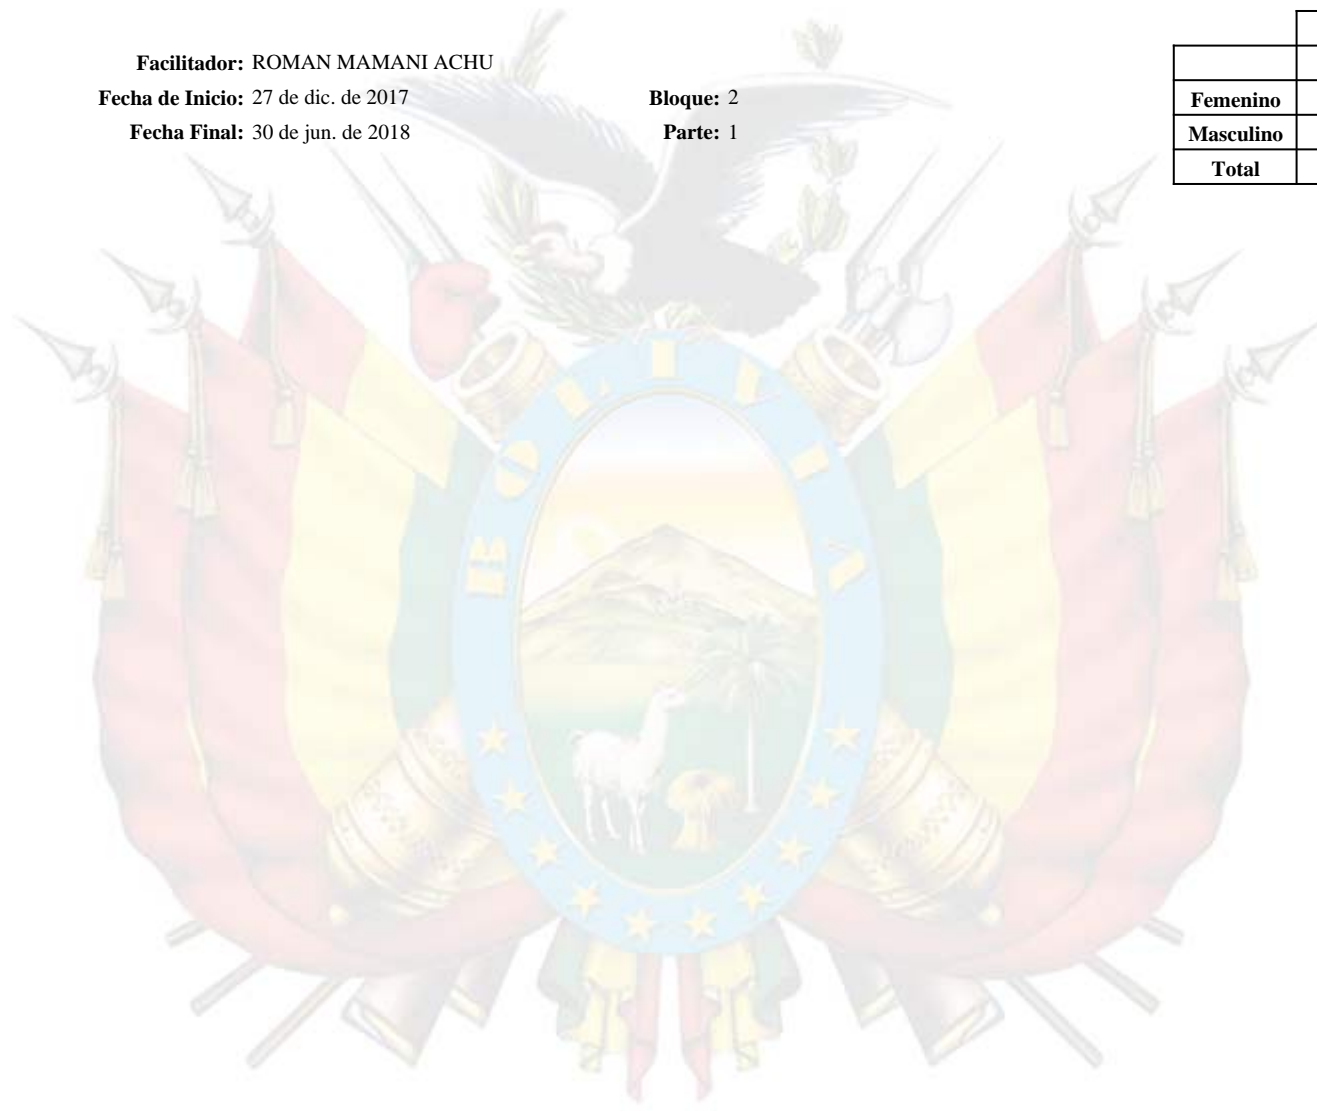 Facilitador: ROMAN MAMANI ACHU
Fecha de Inicio: 27 de dic. de 2017 Bloque: 2
Fecha Final: 30 de jun. de 2018 Parte: 1
Femenino
Masculino
Total
BOLIVIA